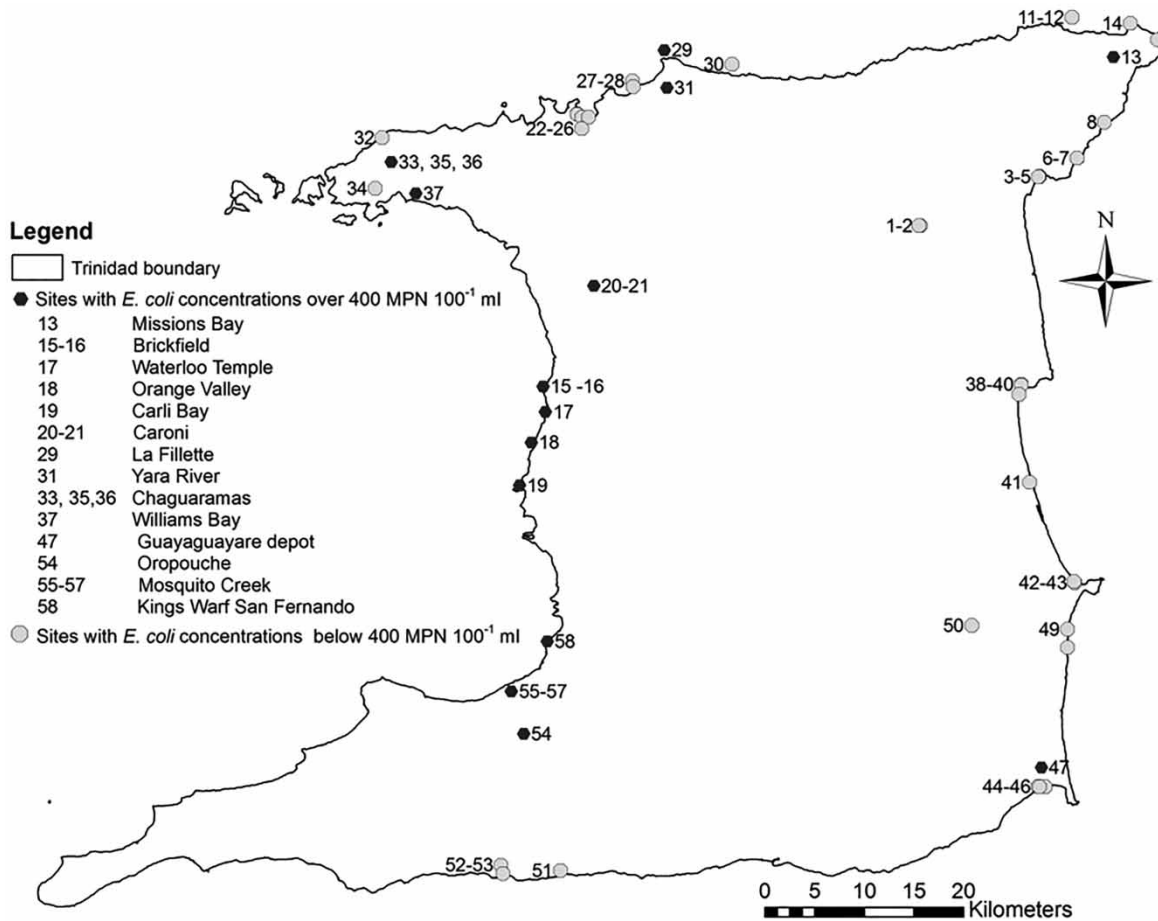 11-12
14
29
13
30
27-28
31
22-26
8
32
6-7
33, 35, 36
3-5
34
37
1-2
N
Legend
Trinidad boundary
20-21
Sites with E. coli concentrations over 400 MPN 100⁻¹ ml
13 Missions Bay
15-16 Brickfield
17 Waterloo Temple
18 Orange Valley
19 Carli Bay
20-21 Caroni
29 La Fillette
31 Yara River
33, 35,36 Chaguaramas
37 Williams Bay
47 Guayaguayare depot
54 Oropouche
55-57 Mosquito Creek
58 Kings Warf San Fernando
Sites with E. coli concentrations below 400 MPN 100⁻¹ ml
15 -16
38-40
17
18
41
19
42-43
50
49
58
55-57
54
47
44-46
52-53
51
0 5 10 15 20
Kilometers